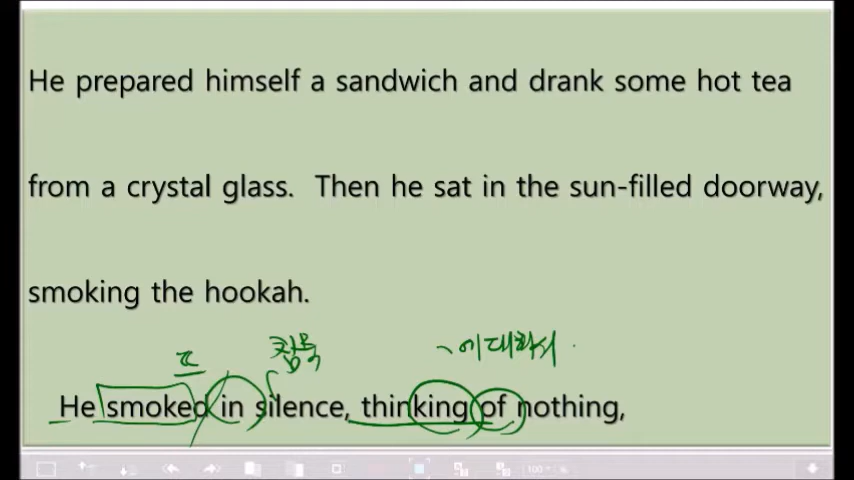 He prepared himself a sandwich and drank some hot tea
from a crystal glass. Then he sat in the sun-filled doorway,
smoking the hookah.
침묵 ~에 대해서
He smoked in silence, thinking of nothing,
100 %